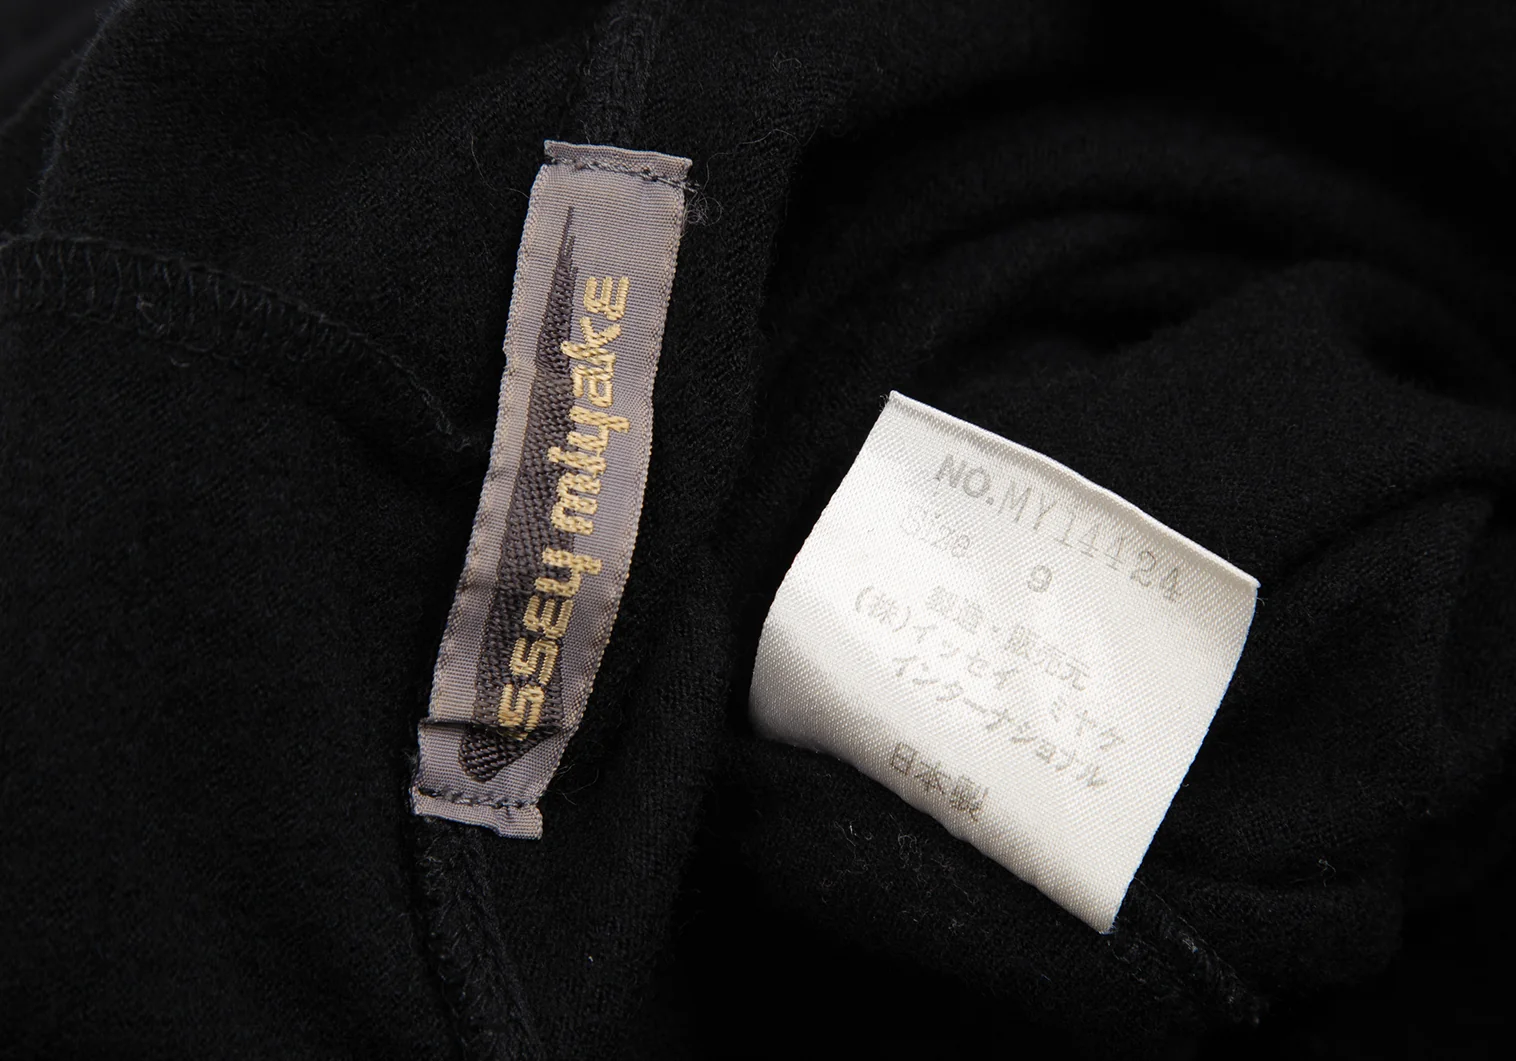 issey miyake
NO.MY14424
Size 9
製造・販売元
(株)イッセイ ミヤケ
インターナショナル
日本製